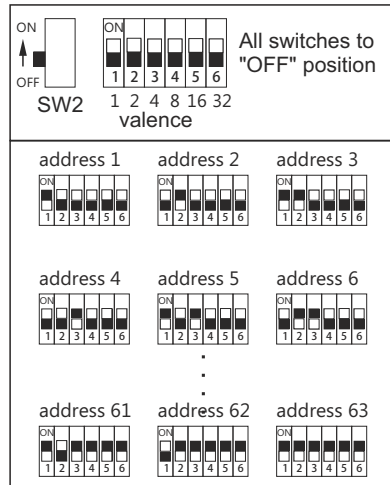 ON
OFF
SW2
ON
1 2 3 4 5 6
1 2 4 8 16 32
valence
All switches to
"OFF" position
address 1 address 2 address 3
ON ON ON
1 2 3 4 5 6 1 2 3 4 5 6 1 2 3 4 5 6
address 4 address 5 address 6
ON ON ON
1 2 3 4 5 6 1 2 3 4 5 6 1 2 3 4 5 6
address 61 address 62 address 63
ON ON ON
1 2 3 4 5 6 1 2 3 4 5 6 1 2 3 4 5 6